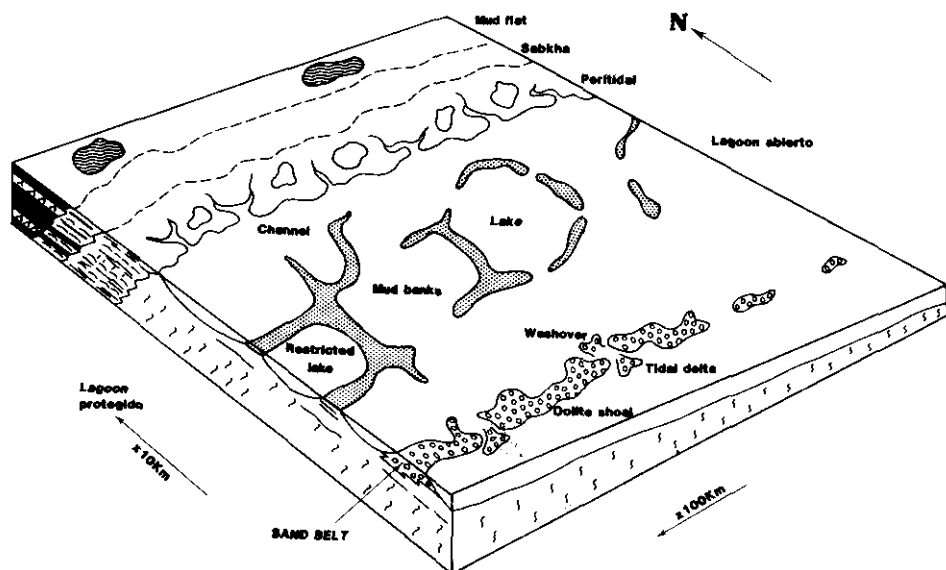 Mud flat
N
Sabkha
Peritidal
Lagoon abierto
Lake
Channel
Mud banks
Washover
Restricted
lake
Tidal delta
Oolite shoal
Lagoon
protegido
x10Km
x100Km
SAND BELT